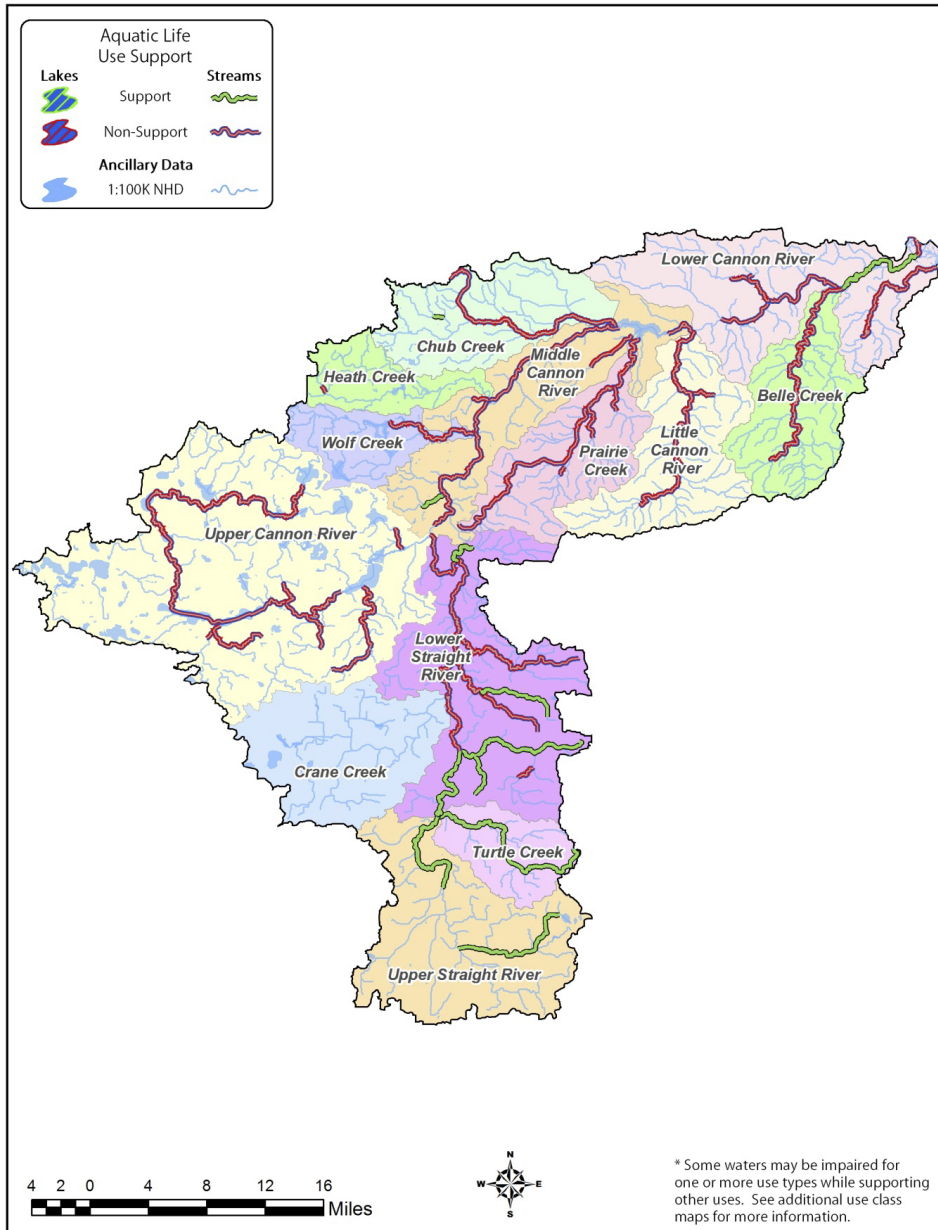 Aquatic Life
Use Support
Lakes
Streams
Support
Non-Support
Ancillary Data
1:100K NHD
Lower Cannon River
Chub Creek
Middle
Cannon
River
Heath Creek
Belle Creek
Wolf Creek
Little
Cannon
River
Prairie
Creek
Upper Cannon River
Lower
Straight
River
Crane Creek
Turtle Creek
Upper Straight River
N
W
E
S
4 2 0 4 8 12 16
Miles
* Some waters may be impaired for
one or more use types while supporting
other uses. See additional use class
maps for more information.